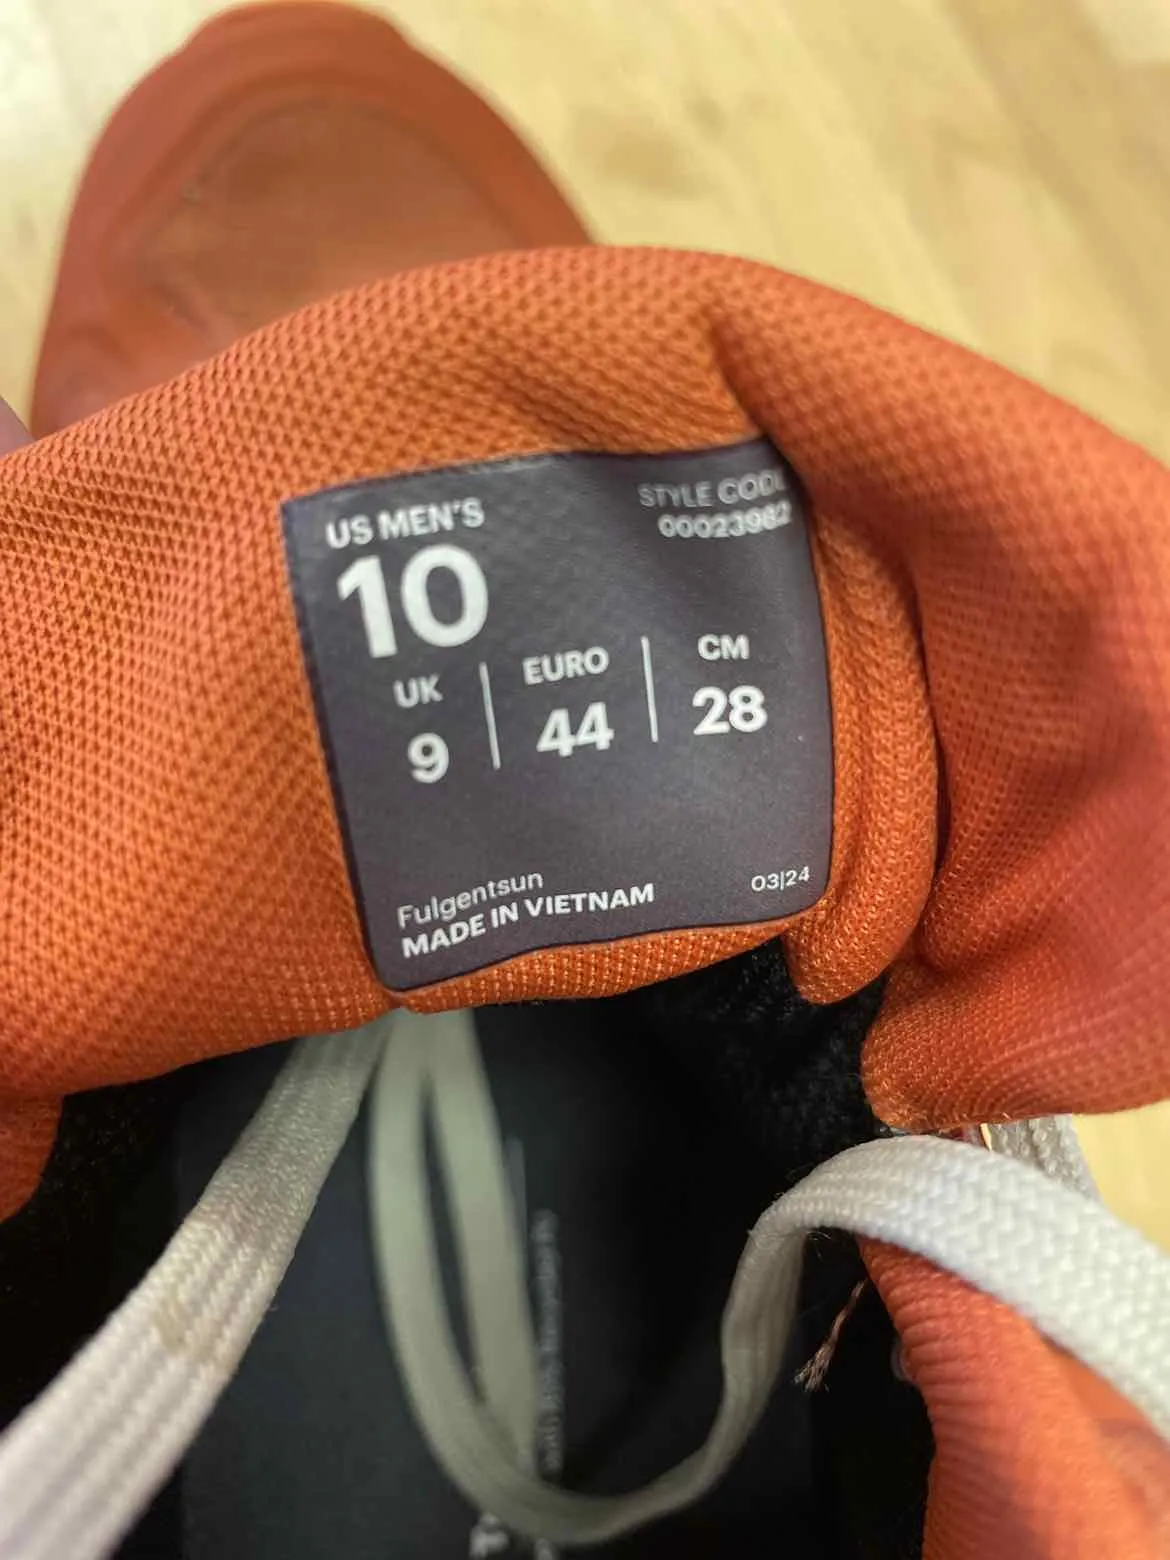 US MEN'S
10
STYLE CODE
00023982
UK
9
EURO
44
CM
28
Fulgentsun
MADE IN VIETNAM
03|24